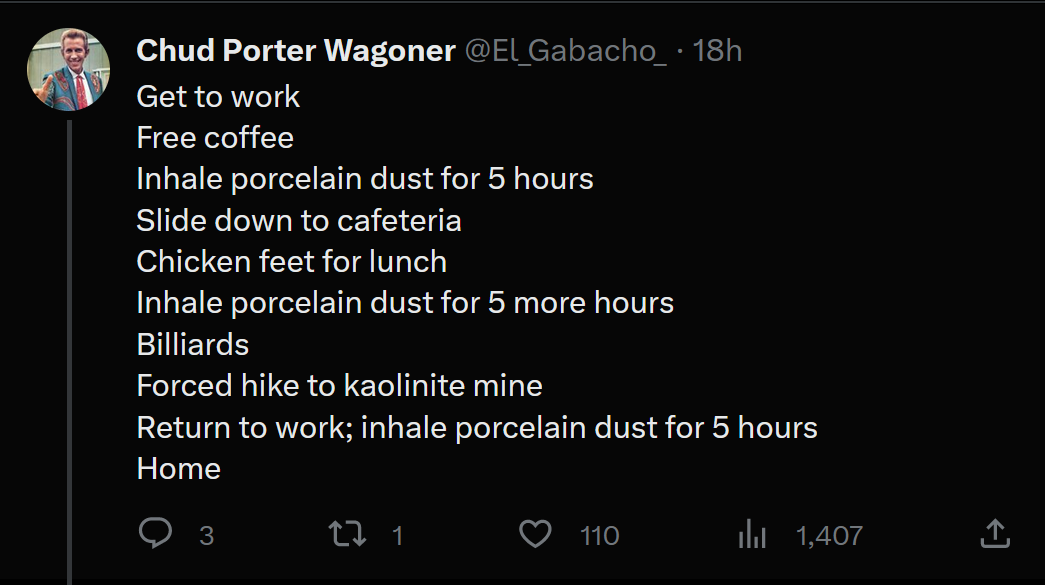 Chud Porter Wagoner @El_Gabacho_ · 18h
Get to work
Free coffee
Inhale porcelain dust for 5 hours
Slide down to cafeteria
Chicken feet for lunch
Inhale porcelain dust for 5 more hours
Billiards
Forced hike to kaolinite mine
Return to work; inhale porcelain dust for 5 hours
Home
3 1 110 1,407